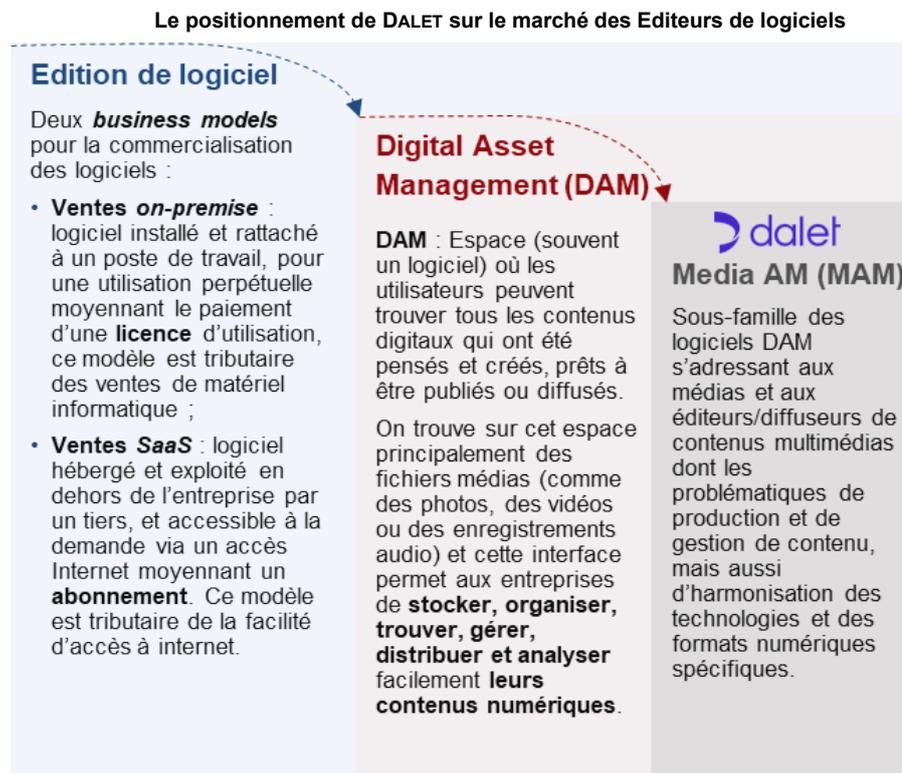 Le positionnement de DALET sur le marché des Editeurs de logiciels
Edition de logiciel
Deux business models
pour la commercialisation
des logiciels :
• Ventes on-premise :
logiciel installé et rattaché
à un poste de travail, pour
une utilisation perpétuelle
moyennant le paiement
d'une licence d'utilisation,
ce modèle est tributaire
des ventes de matériel
informatique ;
• Ventes SaaS : logiciel
hébergé et exploité en
dehors de l'entreprise par
un tiers, et accessible à la
demande via un accès
Internet moyennant un
abonnement. Ce modèle
est tributaire de la facilité
d'accès à internet.
Digital Asset
Management (DAM)
DAM : Espace (souvent
un logiciel) où les
utilisateurs peuvent
trouver tous les contenus
digitaux qui ont été
pensés et créés, prêts à
être publiés ou diffusés.
On trouve sur cet espace
principalement des
fichiers médias (comme
des photos, des vidéos
ou des enregistrements
audio) et cette interface
permet aux entreprises
de stocker, organiser,
trouver, gérer,
distribuer et analyser
facilement leurs
contenus numériques.
dalet
Media AM (MAM)
Sous-famille des
logiciels DAM
s'adressant aux
médias et aux
éditeurs/diffuseurs de
contenus multimédias
dont les
problématiques de
production et de
gestion de contenu,
mais aussi
d'harmonisation des
technologies et des
formats numériques
spécifiques.